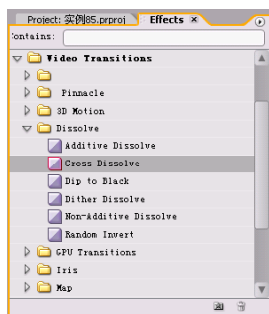 Project: 实例85.prproj Effects ×
Contains:
Video Transitions
Pinnacle
3D Motion
Dissolve
Additive Dissolve
Cross Dissolve
Dip to Black
Dither Dissolve
Non-Additive Dissolve
Random Invert
GPU Transitions
Iris
Map